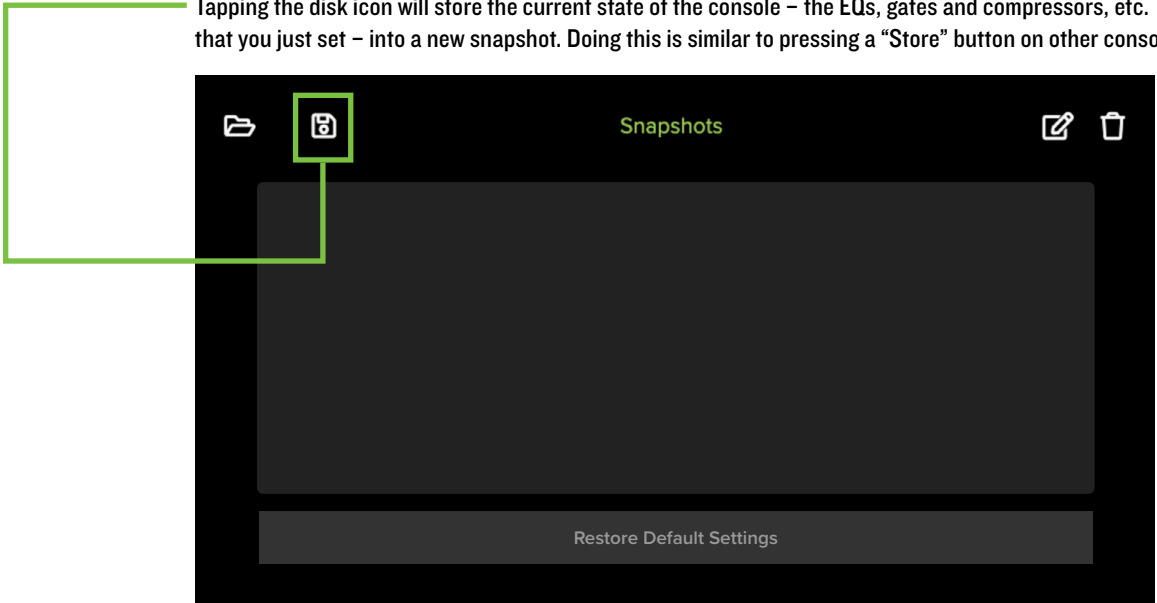 Tapping the disk icon will store the current state of the console – the EQs, gates and compressors, etc.
that you just set – into a new snapshot. Doing this is similar to pressing a “Store” button on other
Snapshots
Restore Default Settings